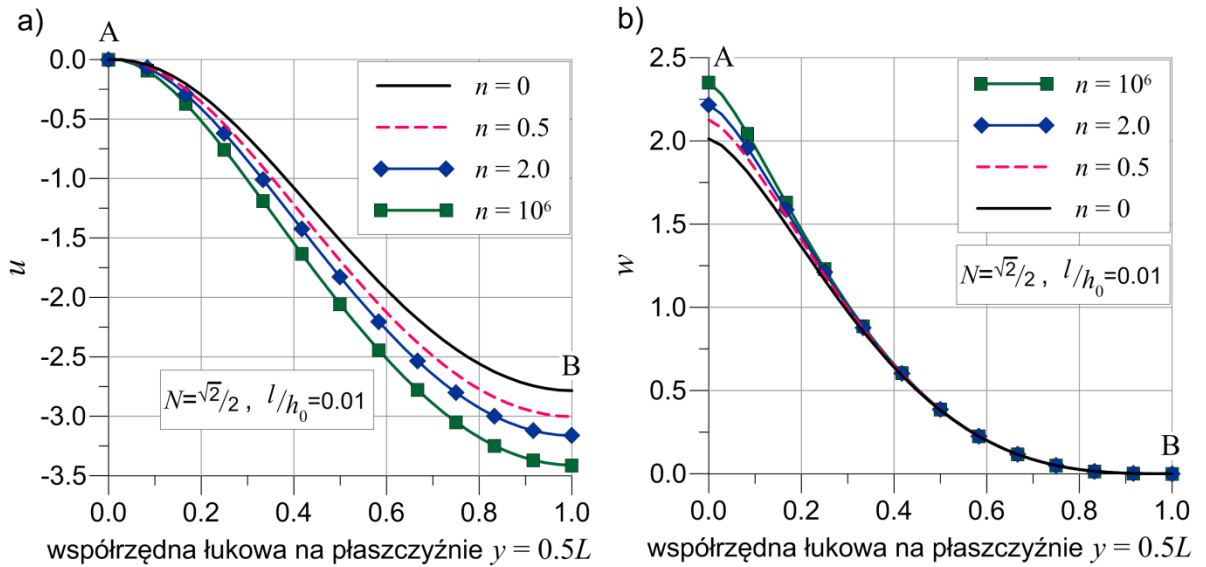 a)
A
0.0
-0.5
-1.0
-1.5
-2.0
-2.5
-3.0
-3.5
u
n = 0
n = 0.5
n = 2.0
n = 10⁶
B
N=√2/2 , l/h₀=0.01
0.0 0.2 0.4 0.6 0.8 1.0
współrzędna łukowa na płaszczyźnie y = 0.5L
b)
A
2.5
2.0
1.5
1.0
0.5
0.0
w
n = 10⁶
n = 2.0
n = 0.5
n = 0
N=√2/2 , l/h₀=0.01
B
0.0 0.2 0.4 0.6 0.8 1.0
współrzędna łukowa na płaszczyźnie y = 0.5L